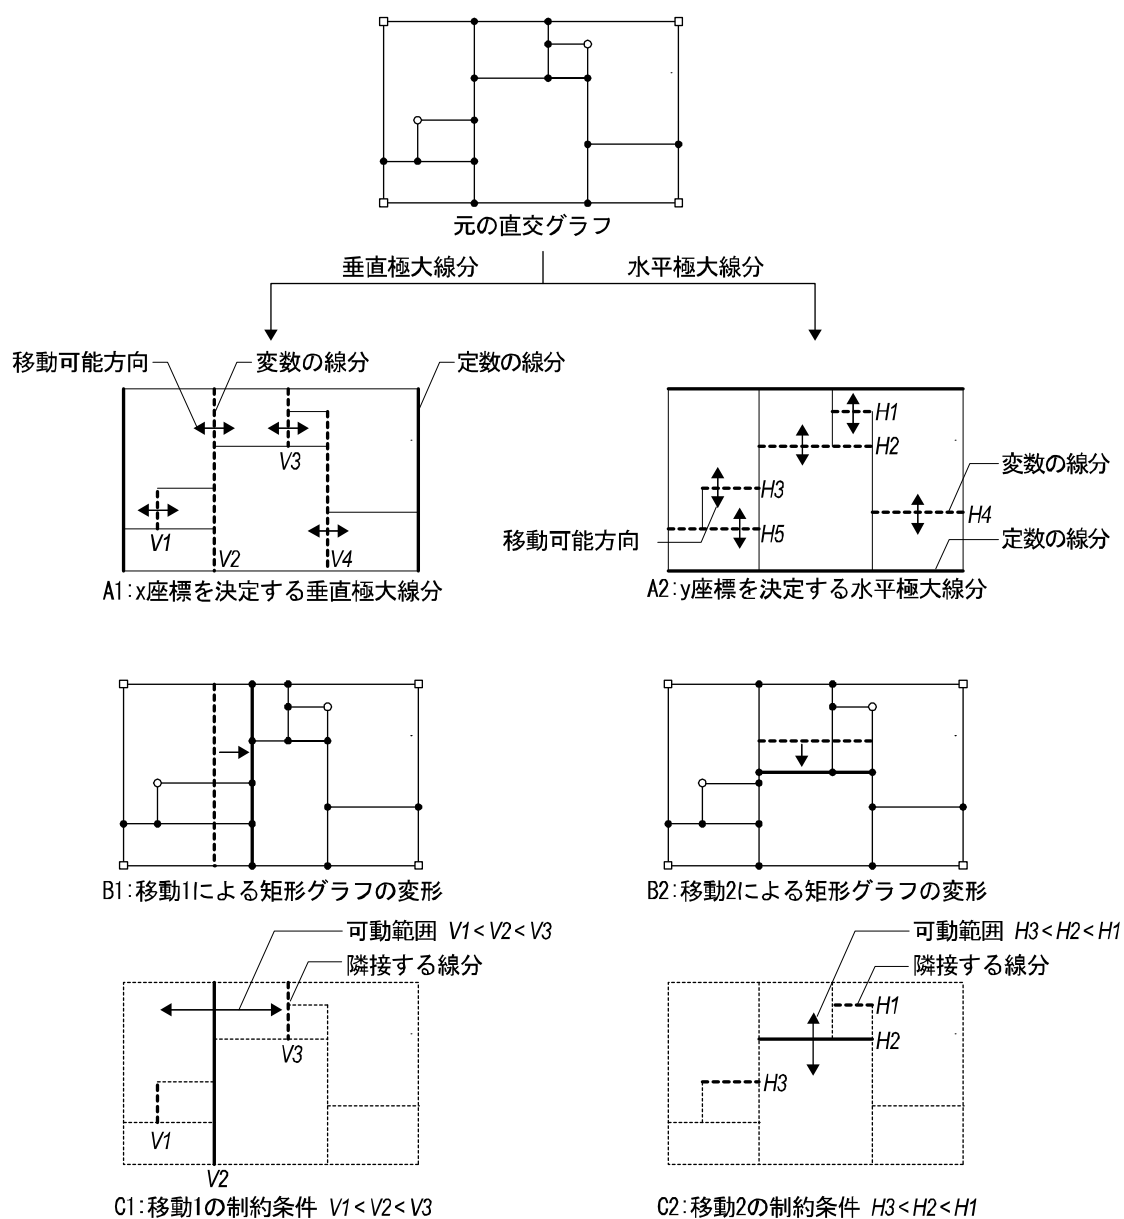 元の直交グラフ
垂直極大線分
水平極大線分
移動可能方向
変数の線分
定数の線分
V3
V1
V2
V4
A1:x座標を決定する垂直極大線分
H1
H2
変数の線分
H3
H4
移動可能方向
H5
定数の線分
A2:y座標を決定する水平極大線分
B1:移動1による矩形グラフの変形
B2:移動2による矩形グラフの変形
可動範囲 V1<V2<V3
隣接する線分
V3
V1
V2
C1:移動1の制約条件 V1<V2<V3
可動範囲 H3<H2<H1
隣接する線分
H1
H2
H3
C2:移動2の制約条件 H3<H2<H1